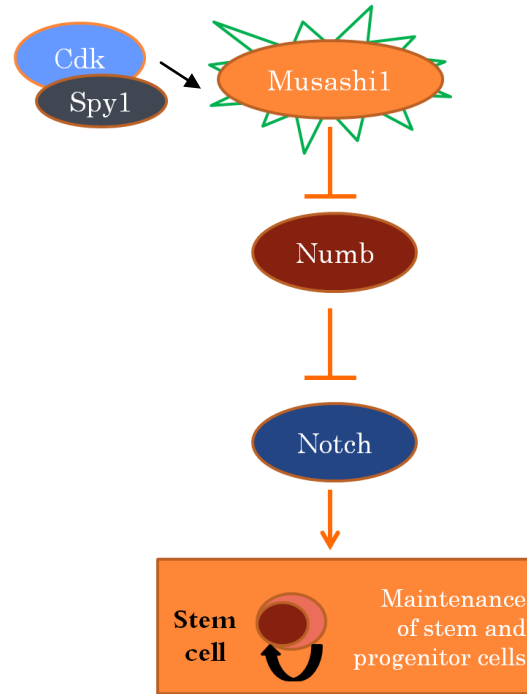 Cdk
Spy1
Musashi1
Numb
Notch
Stem
cell
Maintenance
of stem and
progenitor cells